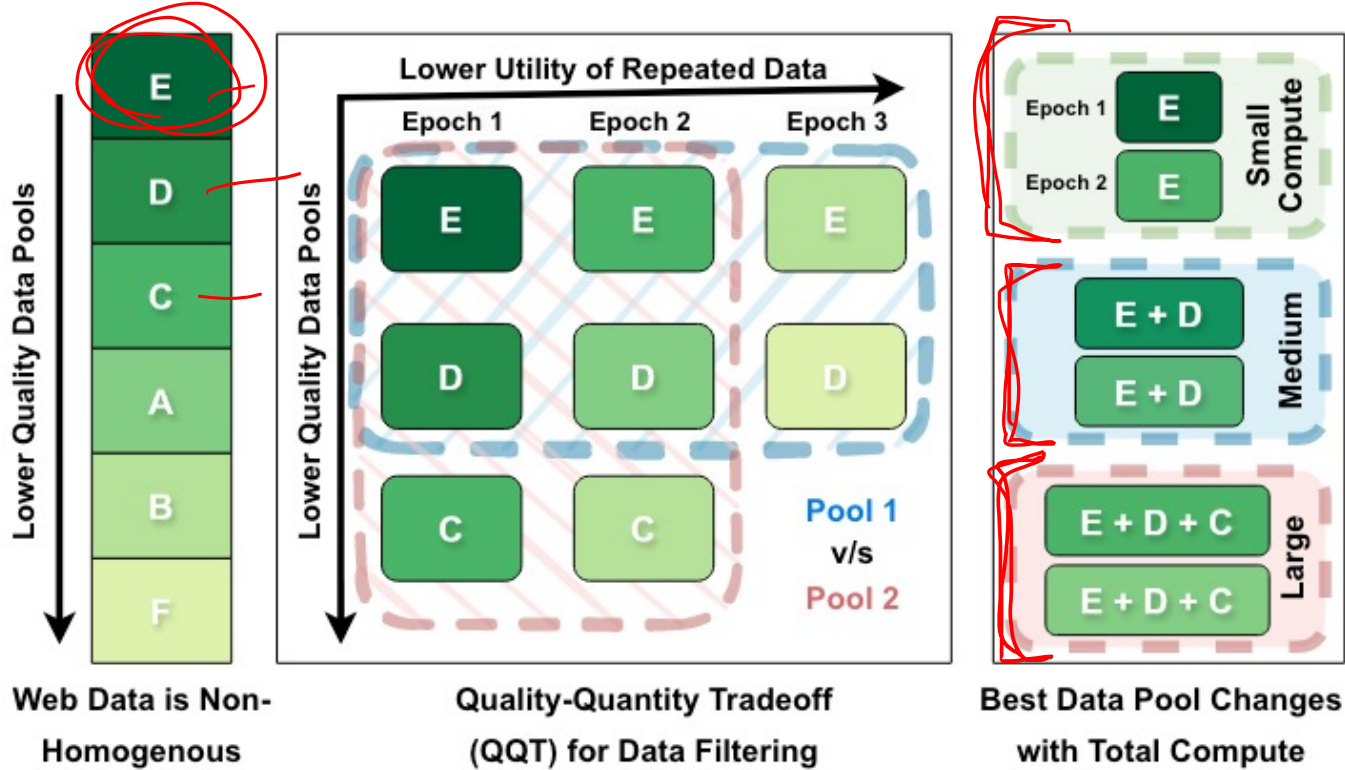 Lower Quality Data Pools
E
D
C
A
B
F
Web Data is Non-
Homogenous
Lower Utility of Repeated Data
Lower Quality Data Pools
Epoch 1 Epoch 2 Epoch 3
E E E
D D D
C C
Pool 1
v/s
Pool 2
Quality-Quantity Tradeoff
(QQT) for Data Filtering
Epoch 1 E
Epoch 2 E
Small
Compute
E + D
E + D
Medium
E + D + C
E + D + C
Large
Best Data Pool Changes
with Total Compute